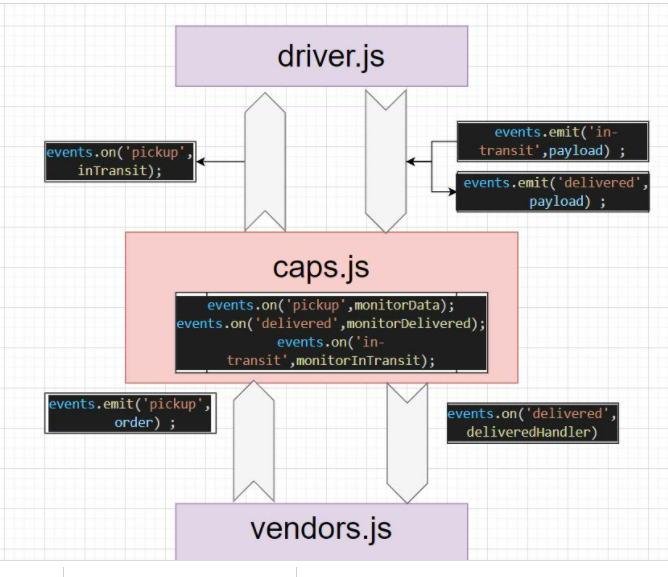 driver.js
events.on('pickup',
inTransit);
events.emit('in-
transit',payload) ;
events.emit('delivered',
payload) ;
caps.js
events.on('pickup',monitorData);
events.on('delivered',monitorDelivered);
events.on('in-
transit',monitorInTransit);
events.emit('pickup',
order) ;
events.on('delivered',
deliveredHandler)
vendors.js